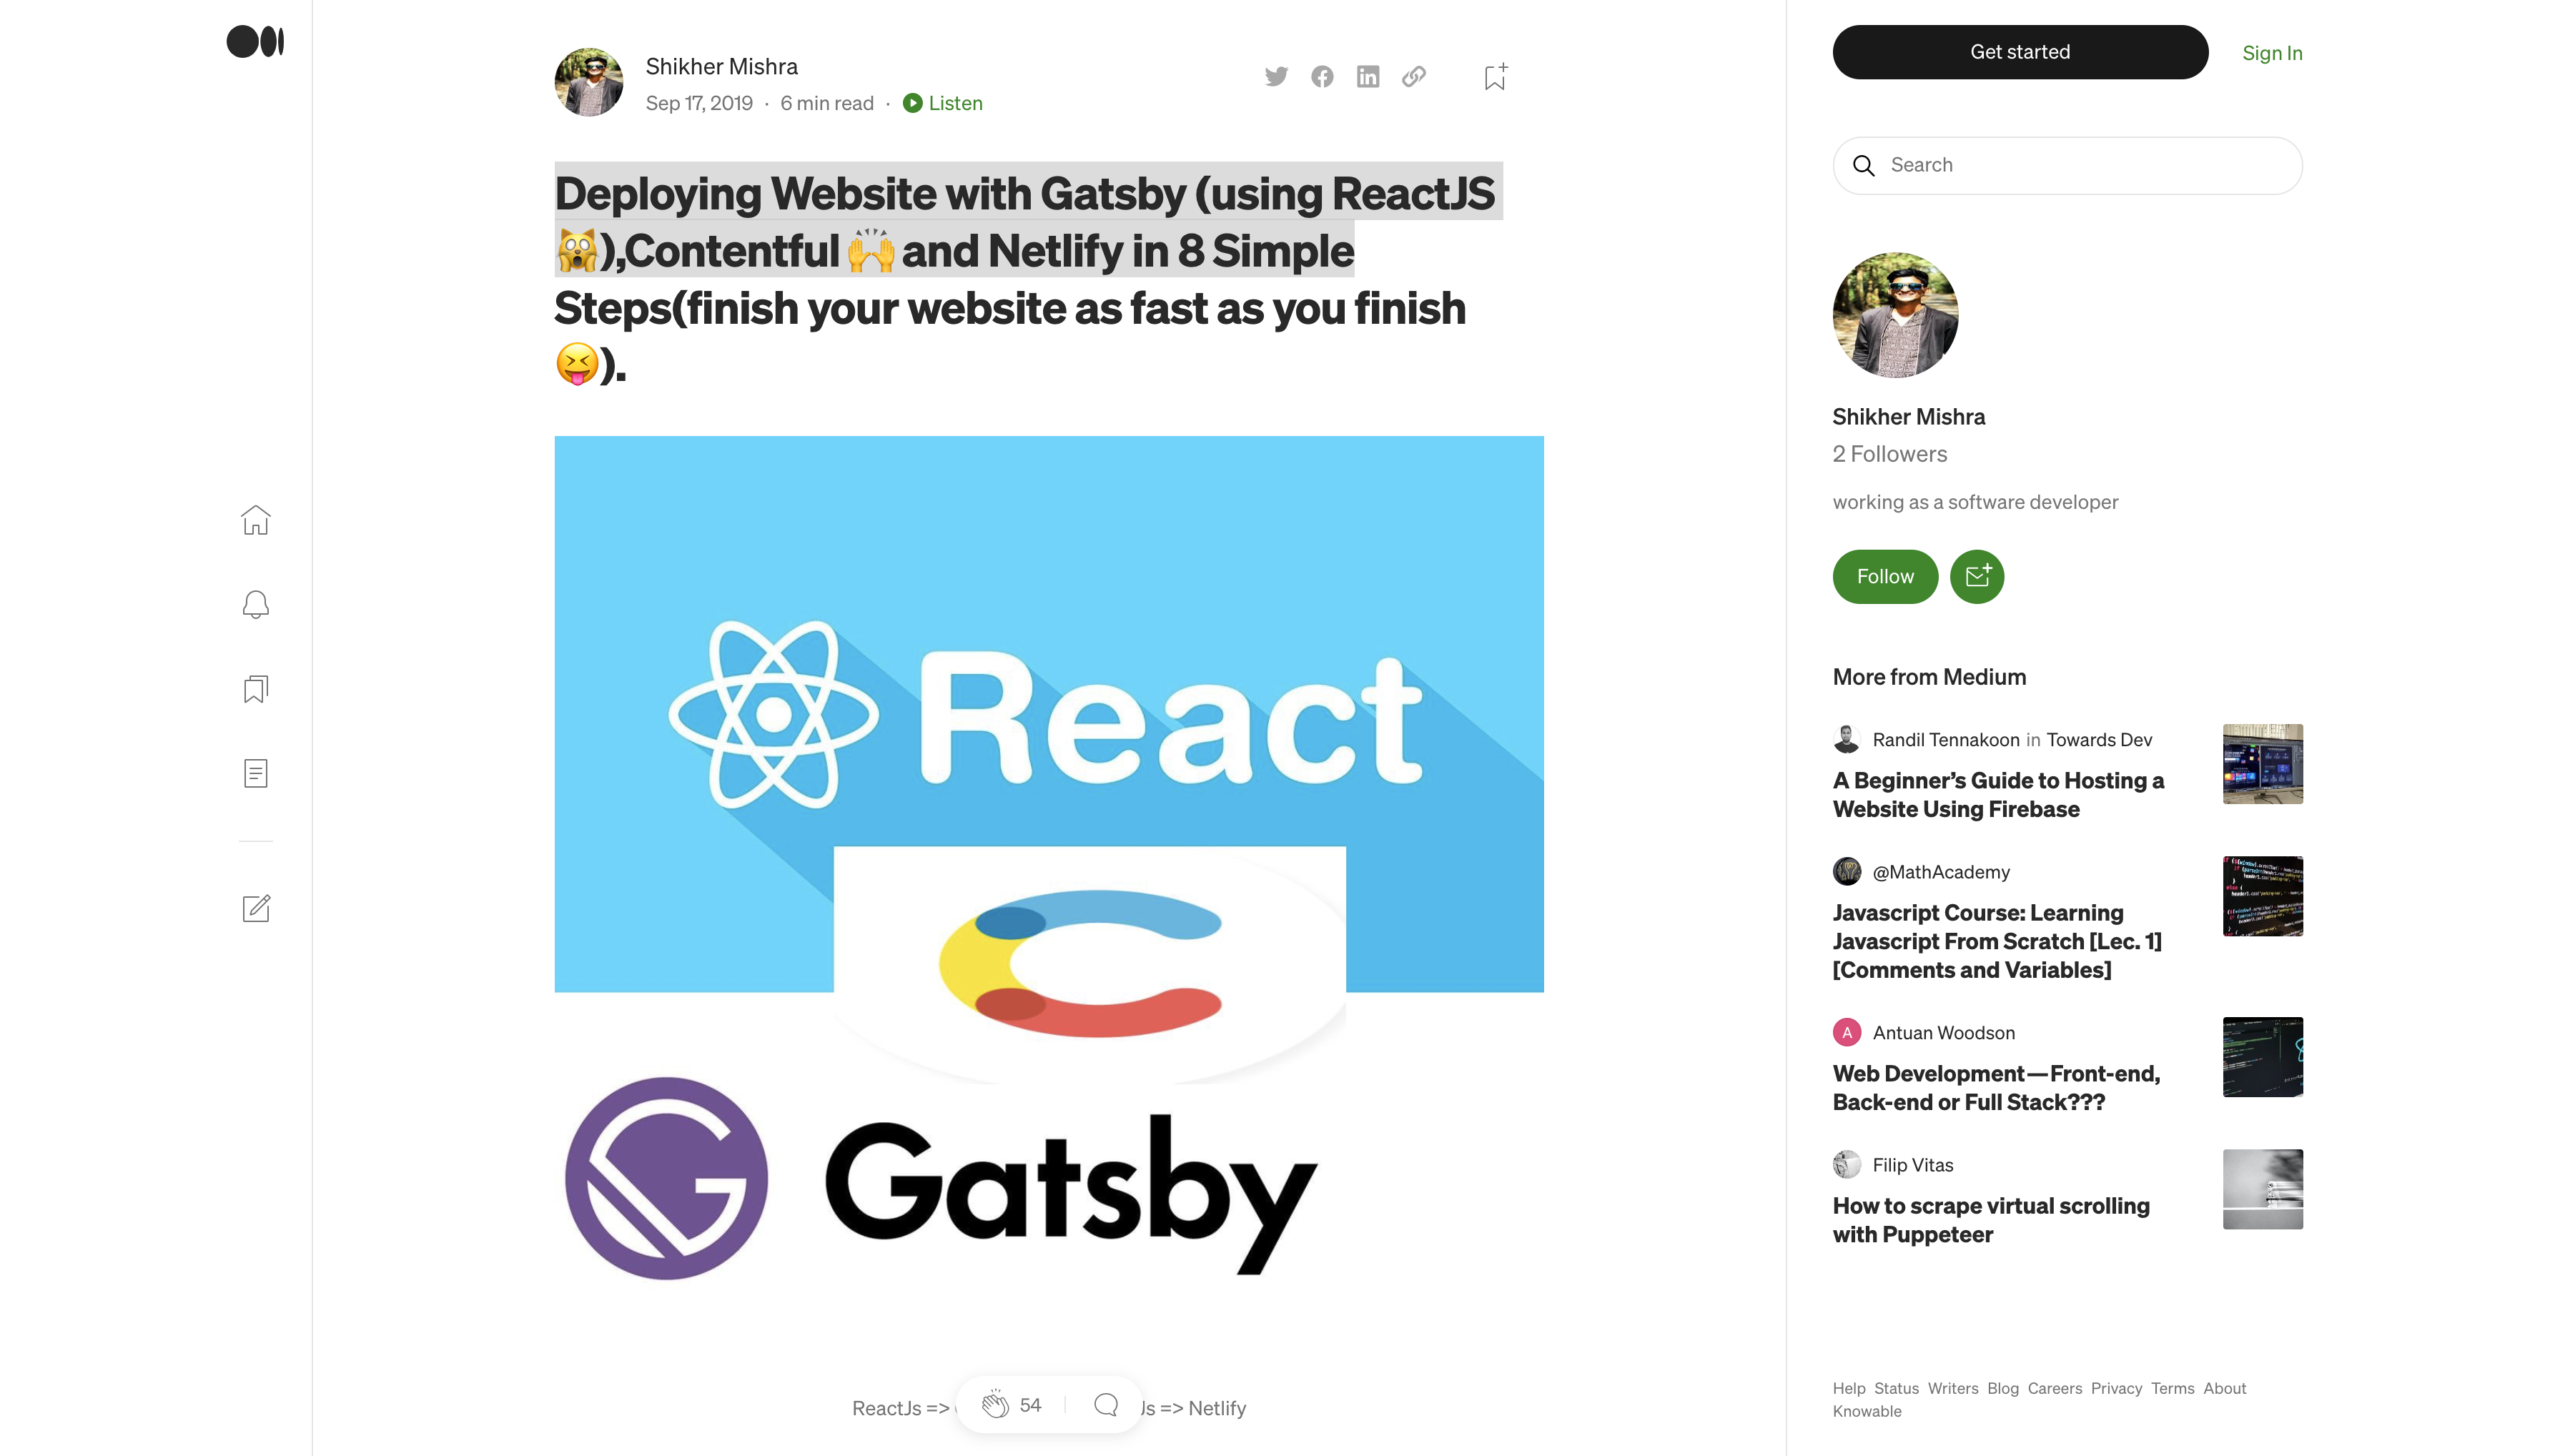 Shikher Mishra
Sep 17, 2019 · 6 min read · Listen
Deploying Website with Gatsby (using ReactJS
🙀),Contentful 🙌 and Netlify in 8 Simple
Steps(finish your website as fast as you finish
😝).
React
Gatsby
ReactJs =>
Js => Netlify
54
Get started
Sign In
Search
Shikher Mishra
2 Followers
working as a software developer
Follow
More from Medium
Randil Tennakoon in Towards Dev
A Beginner’s Guide to Hosting a
Website Using Firebase
@MathAcademy
Javascript Course: Learning
Javascript From Scratch [Lec. 1]
[Comments and Variables]
A Antuan Woodson
Web Development — Front-end,
Back-end or Full Stack???
Filip Vitas
How to scrape virtual scrolling
with Puppeteer
Help Status Writers Blog Careers Privacy Terms About
Knowable